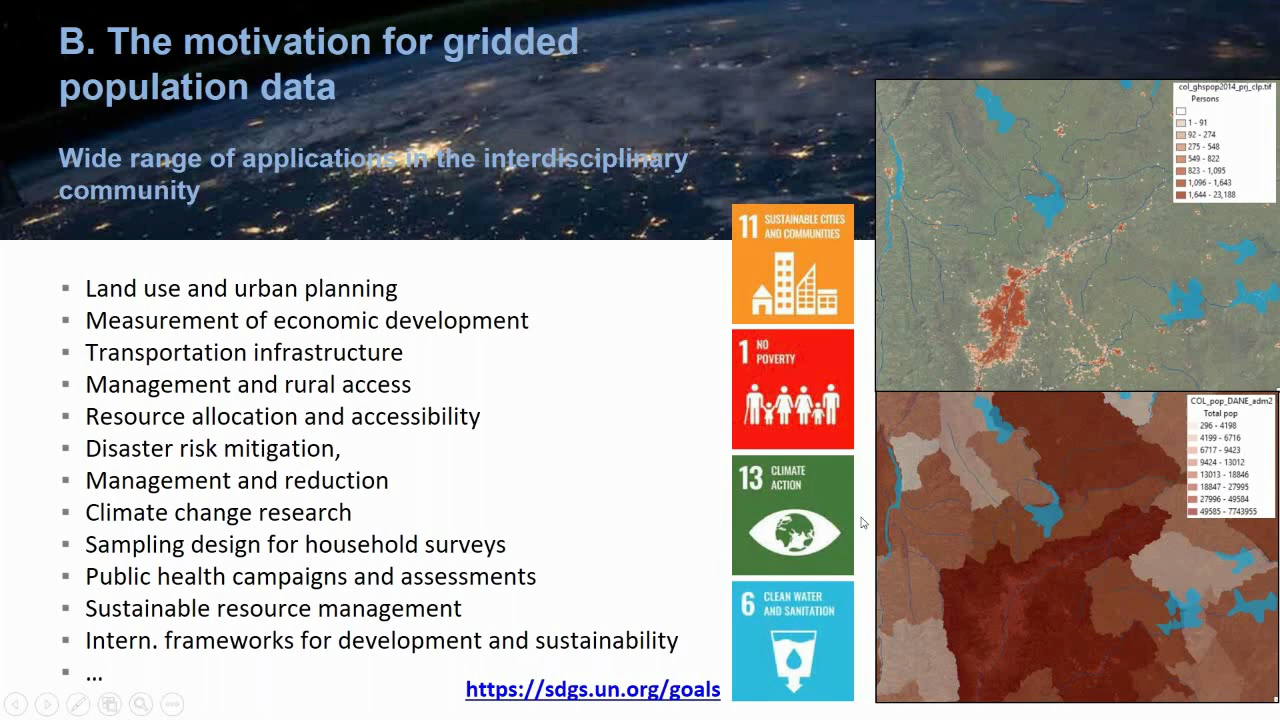 B. The motivation for gridded
population data
Wide range of applications in the interdisciplinary
community
Land use and urban planning
Measurement of economic development
Transportation infrastructure
Management and rural access
Resource allocation and accessibility
Disaster risk mitigation,
Management and reduction
Climate change research
Sampling design for household surveys
Public health campaigns and assessments
Sustainable resource management
Intern. frameworks for development and sustainability
...
https://sdgs.un.org/goals
11 SUSTAINABLE CITIES
AND COMMUNITIES
1 NO
POVERTY
13 CLIMATE
ACTION
6 CLEAN WATER
AND SANITATION
col_ghspop2014_prj_clp.tif
Persons
1 - 91
92 - 274
275 - 548
549 - 822
823 - 1,095
1,096 - 1,643
1,644 - 23,188
COL_pop_DANE_adm2
Total pop
296 - 4198
4199 - 6716
6717 - 9423
9424 - 13012
13013 - 18846
18847 - 27995
27996 - 49584
49585 - 7743955